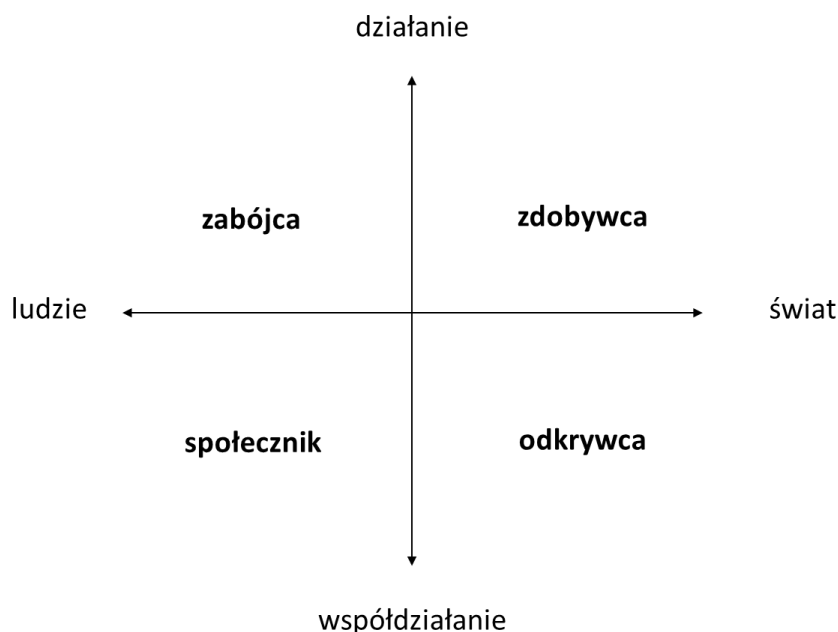 działanie
zabójca zdobywca
ludzie świat
społecznik odkrywca
współdziałanie